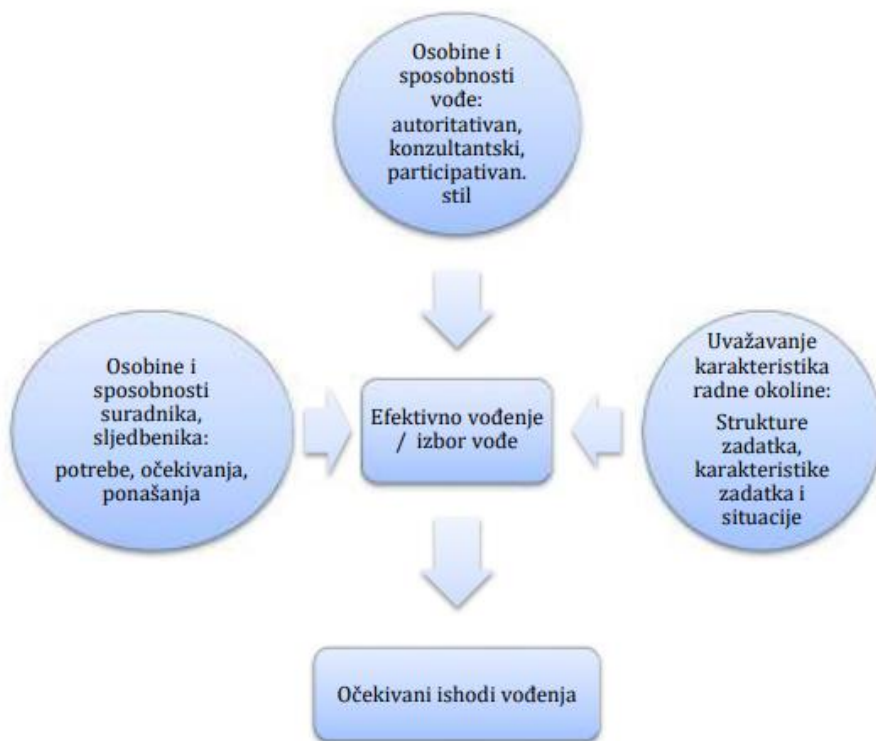 Osobine i
sposobnosti
vođe:
autoritativan,
konzultantski,
participativan.
stil
Osobine i
sposobnosti
suradnika,
sljedbenika:
potrebe, očekivanja,
ponašanja
Efektivno vođenje
/ izbor vođe
Uvažavanje
karakteristika
radne okoline:
Strukture
zadatka,
karakteristike
zadatka i
situacije
Očekivani ishodi vođenja